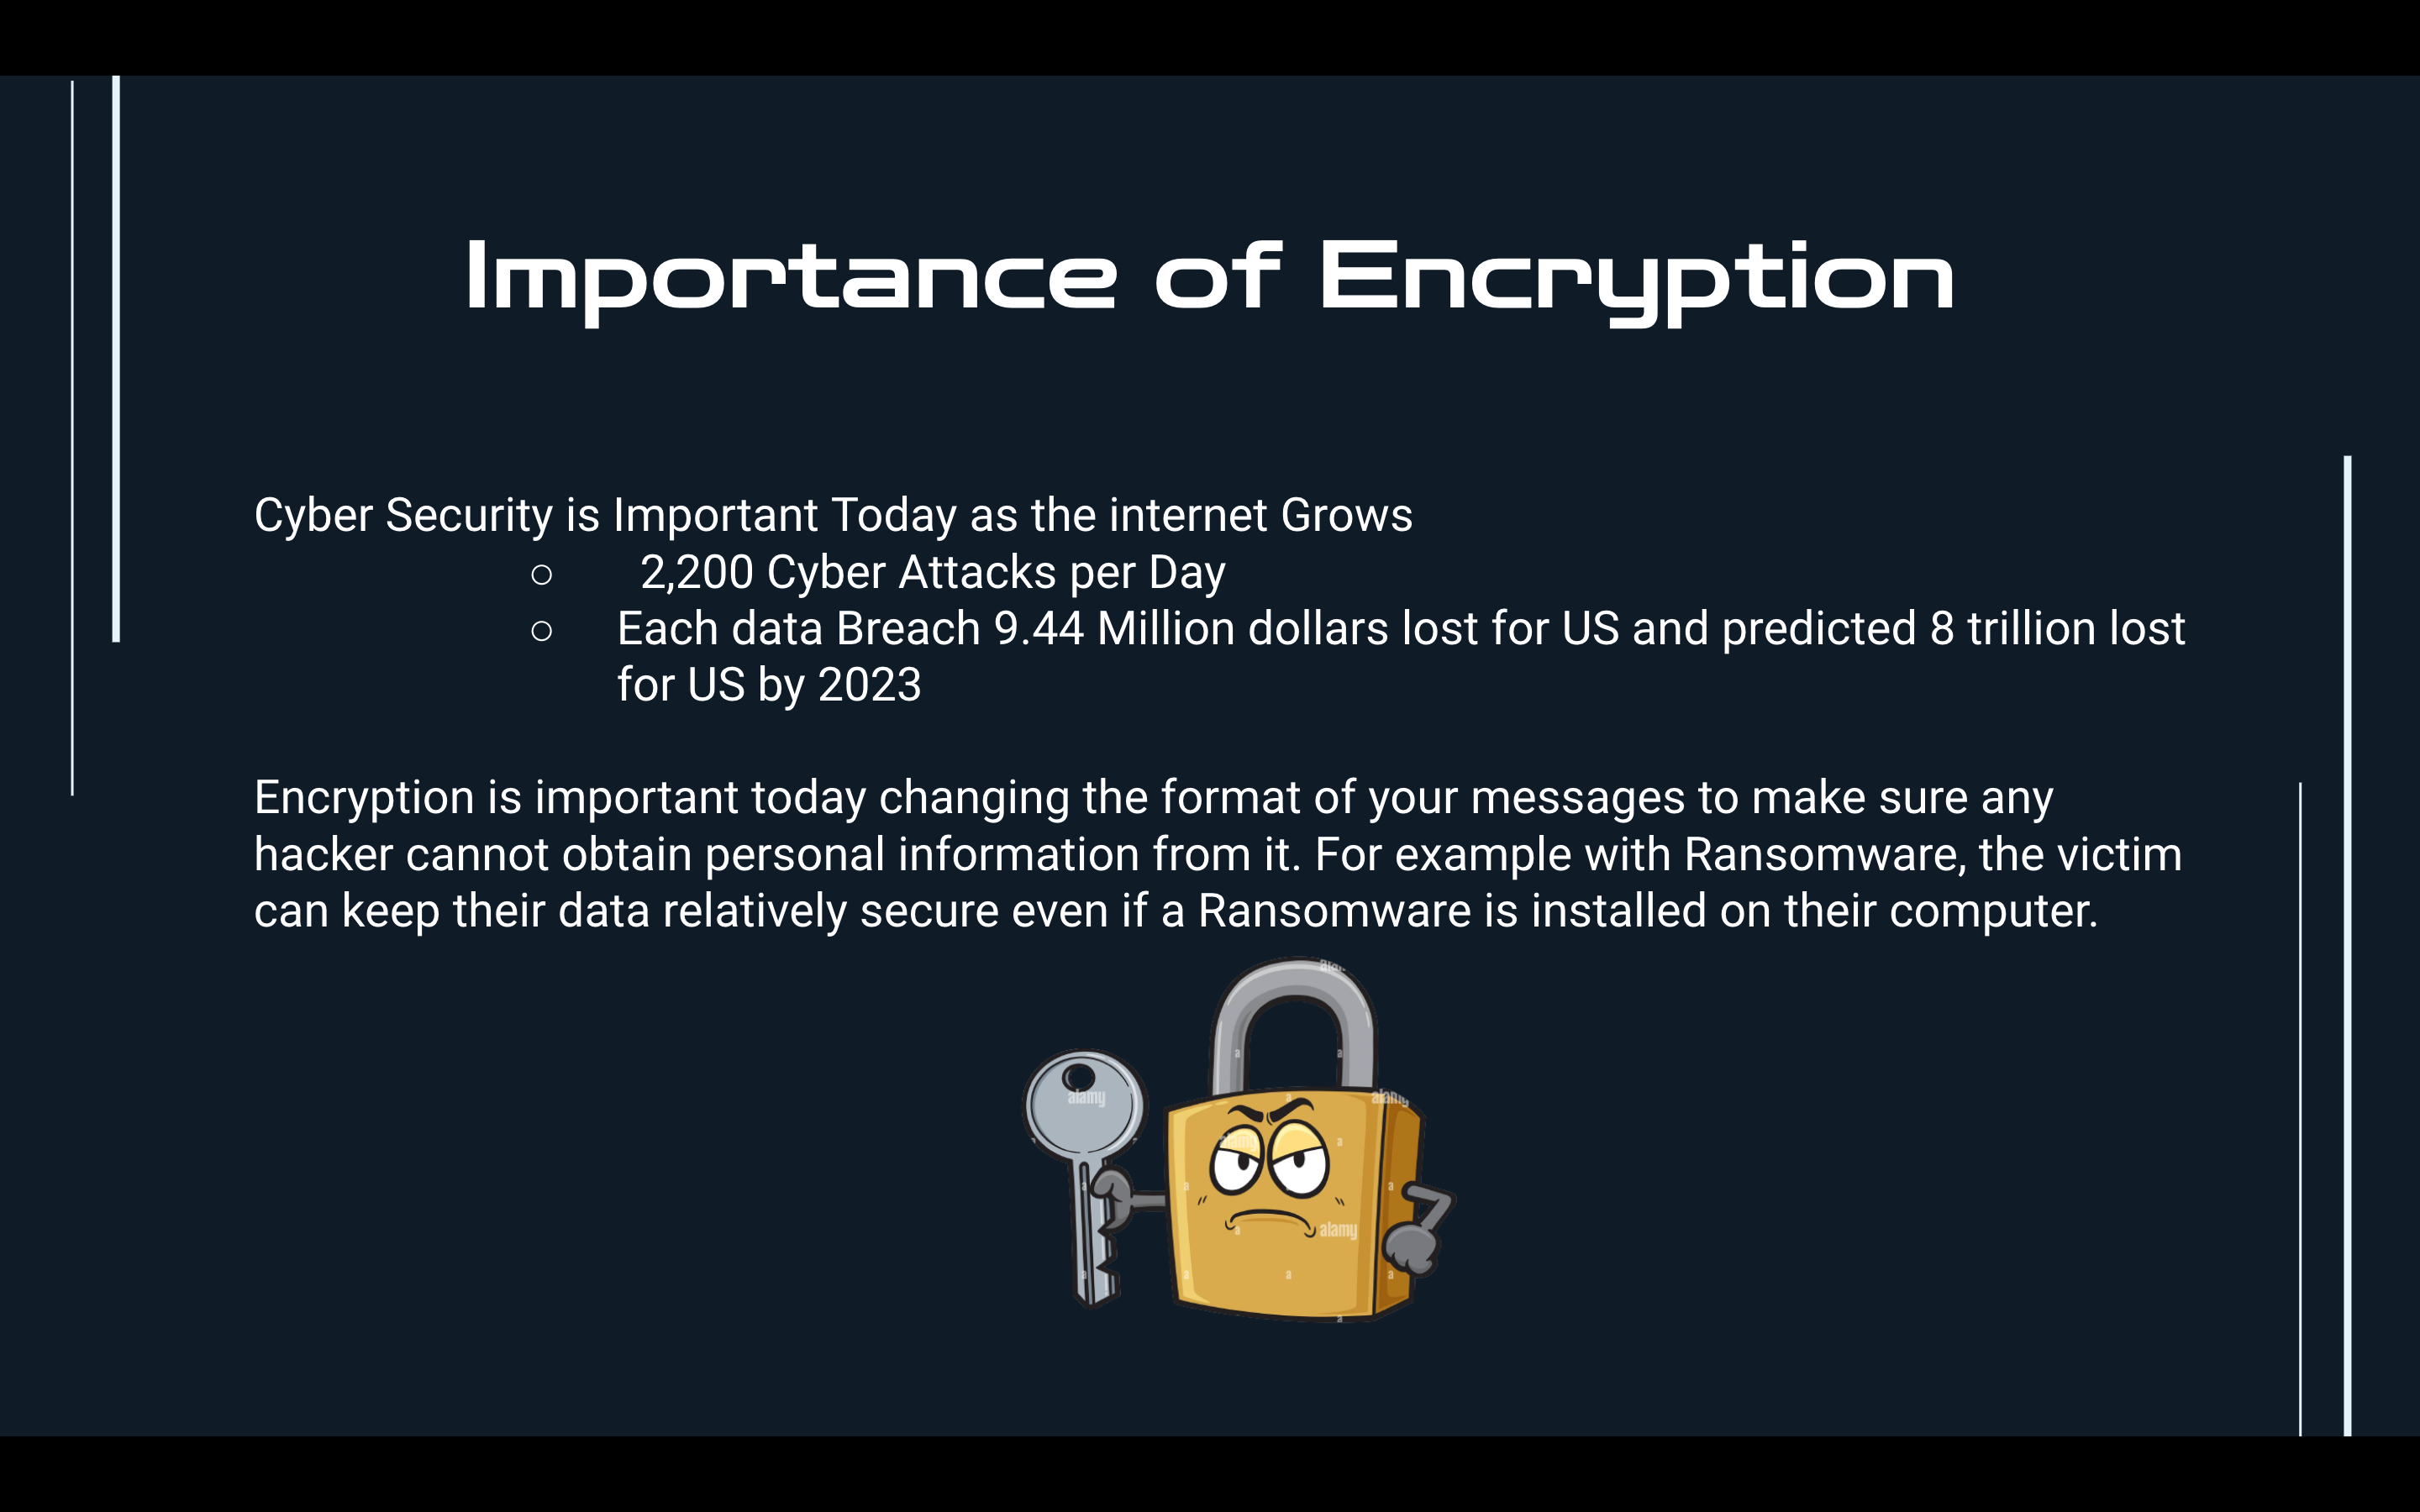 Importance of Encryption
Cyber Security is Important Today as the internet Grows
○ 2,200 Cyber Attacks per Day
○ Each data Breach 9.44 Million dollars lost for US and predicted 8 trillion lost
for US by 2023
Encryption is important today changing the format of your messages to make sure any
hacker cannot obtain personal information from it. For example with Ransomware, the victim
can keep their data relatively secure even if a Ransomware is installed on their computer.
alamy
alamy
alamy
alamy